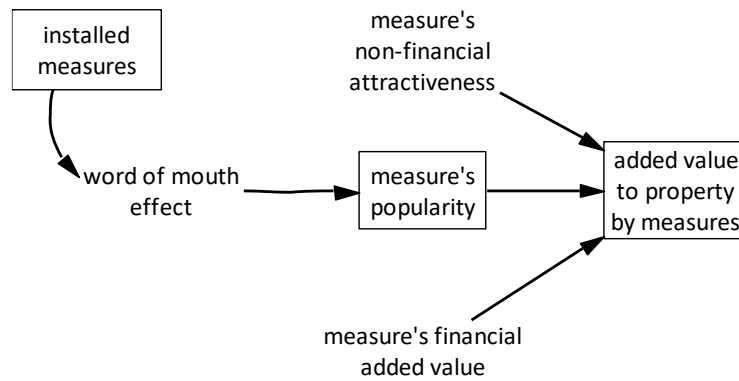 installed
measures
measure's
non-financial
attractiveness
word of mouth
effect
measure's
popularity
added value
to property
by measures
measure's financial
added value